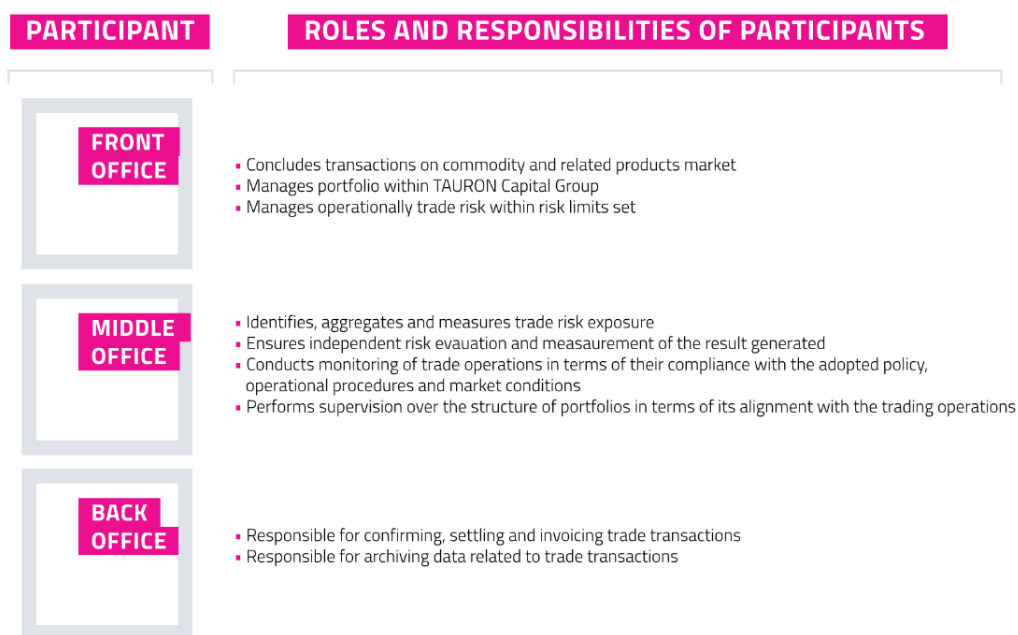 PARTICIPANT
ROLES AND RESPONSIBILITIES OF PARTICIPANTS
FRONT
OFFICE
▪ Concludes transactions on commodity and related products market
▪ Manages portfolio within TAURON Capital Group
▪ Manages operationally trade risk within risk limits set
MIDDLE
OFFICE
▪ Identifies, aggregates and measures trade risk exposure
▪ Ensures independent risk evauation and measaurement of the result generated
▪ Conducts monitoring of trade operations in terms of their compliance with the adopted policy,
operational procedures and market conditions
▪ Performs supervision over the structure of portfolios in terms of its alignment with the trading operations
BACK
OFFICE
▪ Responsible for confirming, settling and invoicing trade transactions
▪ Responsible for archiving data related to trade transactions